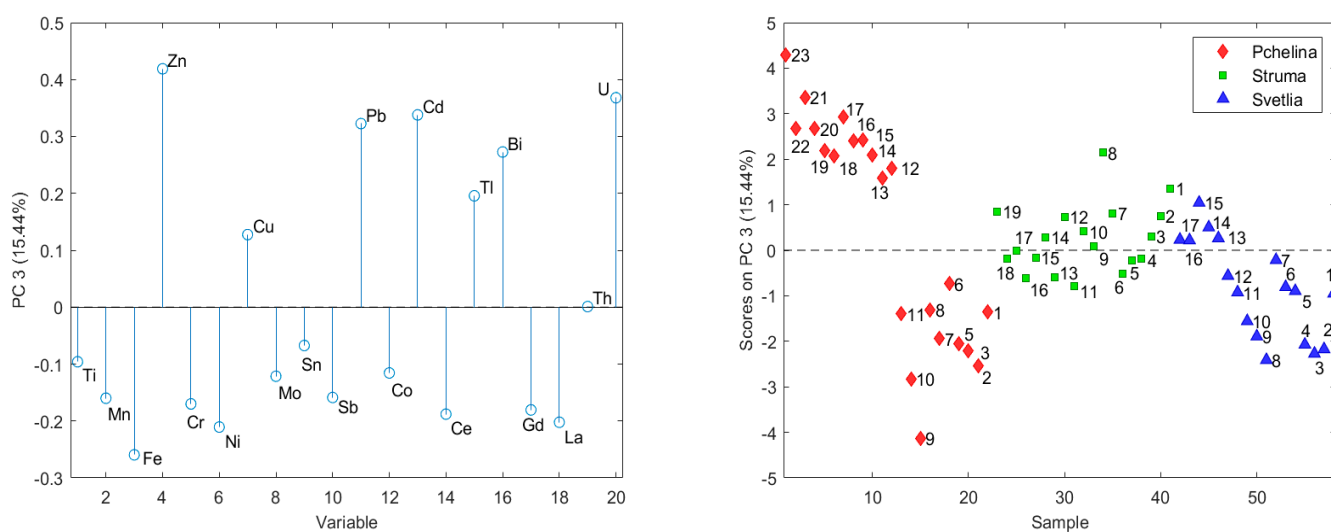 0.5
0.4
0.3
0.2
0.1
0
-0.1
-0.2
-0.3
PC 3 (15.44%)
Ti
Mn
Fe
Zn
Cr
Ni
Cu
Mo
Sn
Sb
Pb
Co
Cd
Ce
Tl
Bi
Gd
La
Th
U
2 4 6 8 10 12 14 16 18 20
Variable
5
4
3
2
1
0
-1
-2
-3
-4
-5
Scores on PC 3 (15.44%)
Pchelina
Struma
Svetlia
23
22
21
20
19
18
17
16
15
14
13
12
11
10
9
8
7
6
5
3
2
1
19
18
17
16
15
14
13
12
11
10
9
8
7
6
5
4
3
2
1
17
16
15
14
13
12
11
10
9
8
7
6
5
4
3
2
1
10 20 30 40 50
Sample